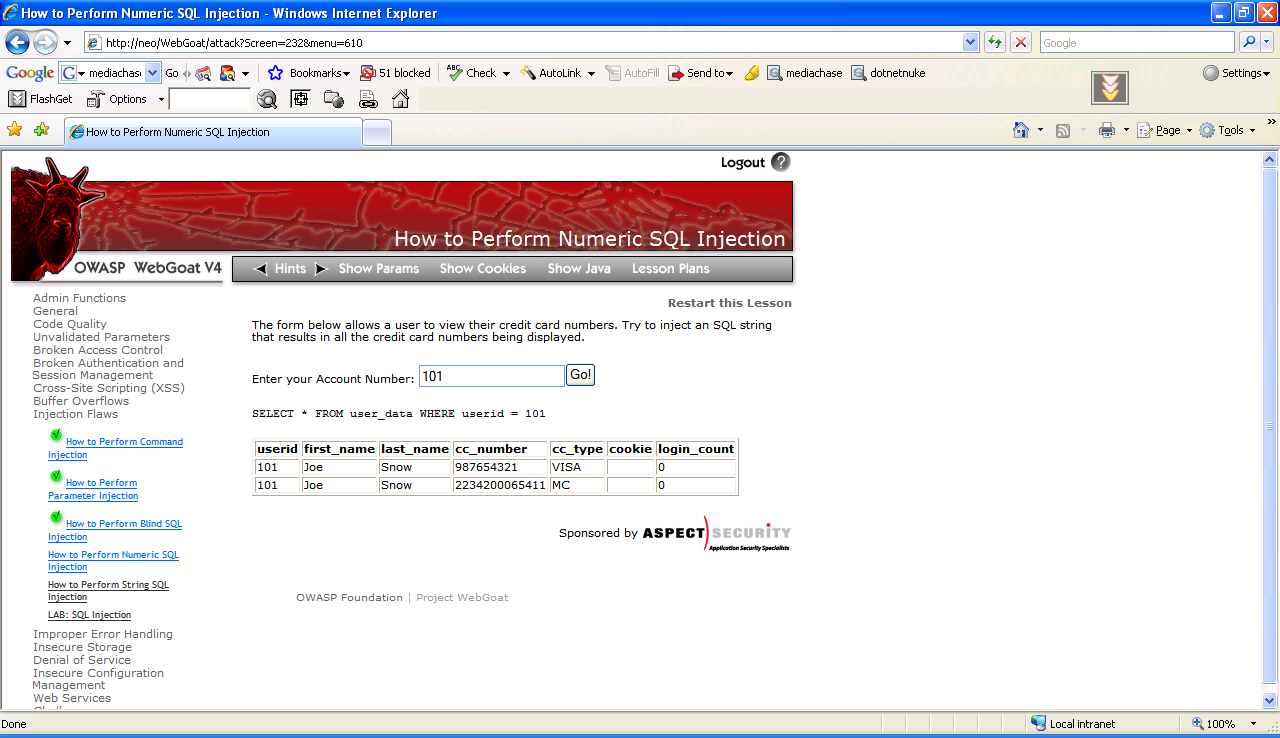 How to Perform Numeric SQL Injection - Windows Internet Explorer
http://neo/WebGoat/attack?Screen=232&menu=610
Google
Google G mediachas Go Bookmarks 51 blocked ABC Check AutoLink AutoFill Send to mediachase dotnetnuke Settings
FlashGet Options
How to Perform Numeric SQL Injection Page Tools »
Logout ?
How to Perform Numeric SQL Injection
OWASP WebGoat V4
Hints Show Params Show Cookies Show Java Lesson Plans
Admin Functions
General
Code Quality
Unvalidated Parameters
Broken Access Control
Broken Authentication and
Session Management
Cross-Site Scripting (XSS)
Buffer Overflows
Injection Flaws
How to Perform Command
Injection
How to Perform
Parameter Injection
How to Perform Blind SQL
Injection
How to Perform Numeric SQL
Injection
How to Perform String SQL
Injection
LAB: SQL Injection
Improper Error Handling
Insecure Storage
Denial of Service
Insecure Configuration
Management
Web Services
Restart this Lesson
The form below allows a user to view their credit card numbers. Try to inject an SQL string
that results in all the credit card numbers being displayed.
Enter your Account Number: 101 Go!
SELECT * FROM user_data WHERE userid = 101
userid first_name last_name cc_number cc_type cookie login_count
101 Joe Snow 987654321 VISA 0
101 Joe Snow 2234200065411 MC 0
Sponsored by ASPECT SECURITY
Application Security Specialists
OWASP Foundation | Project WebGoat
Done Local intranet 100%